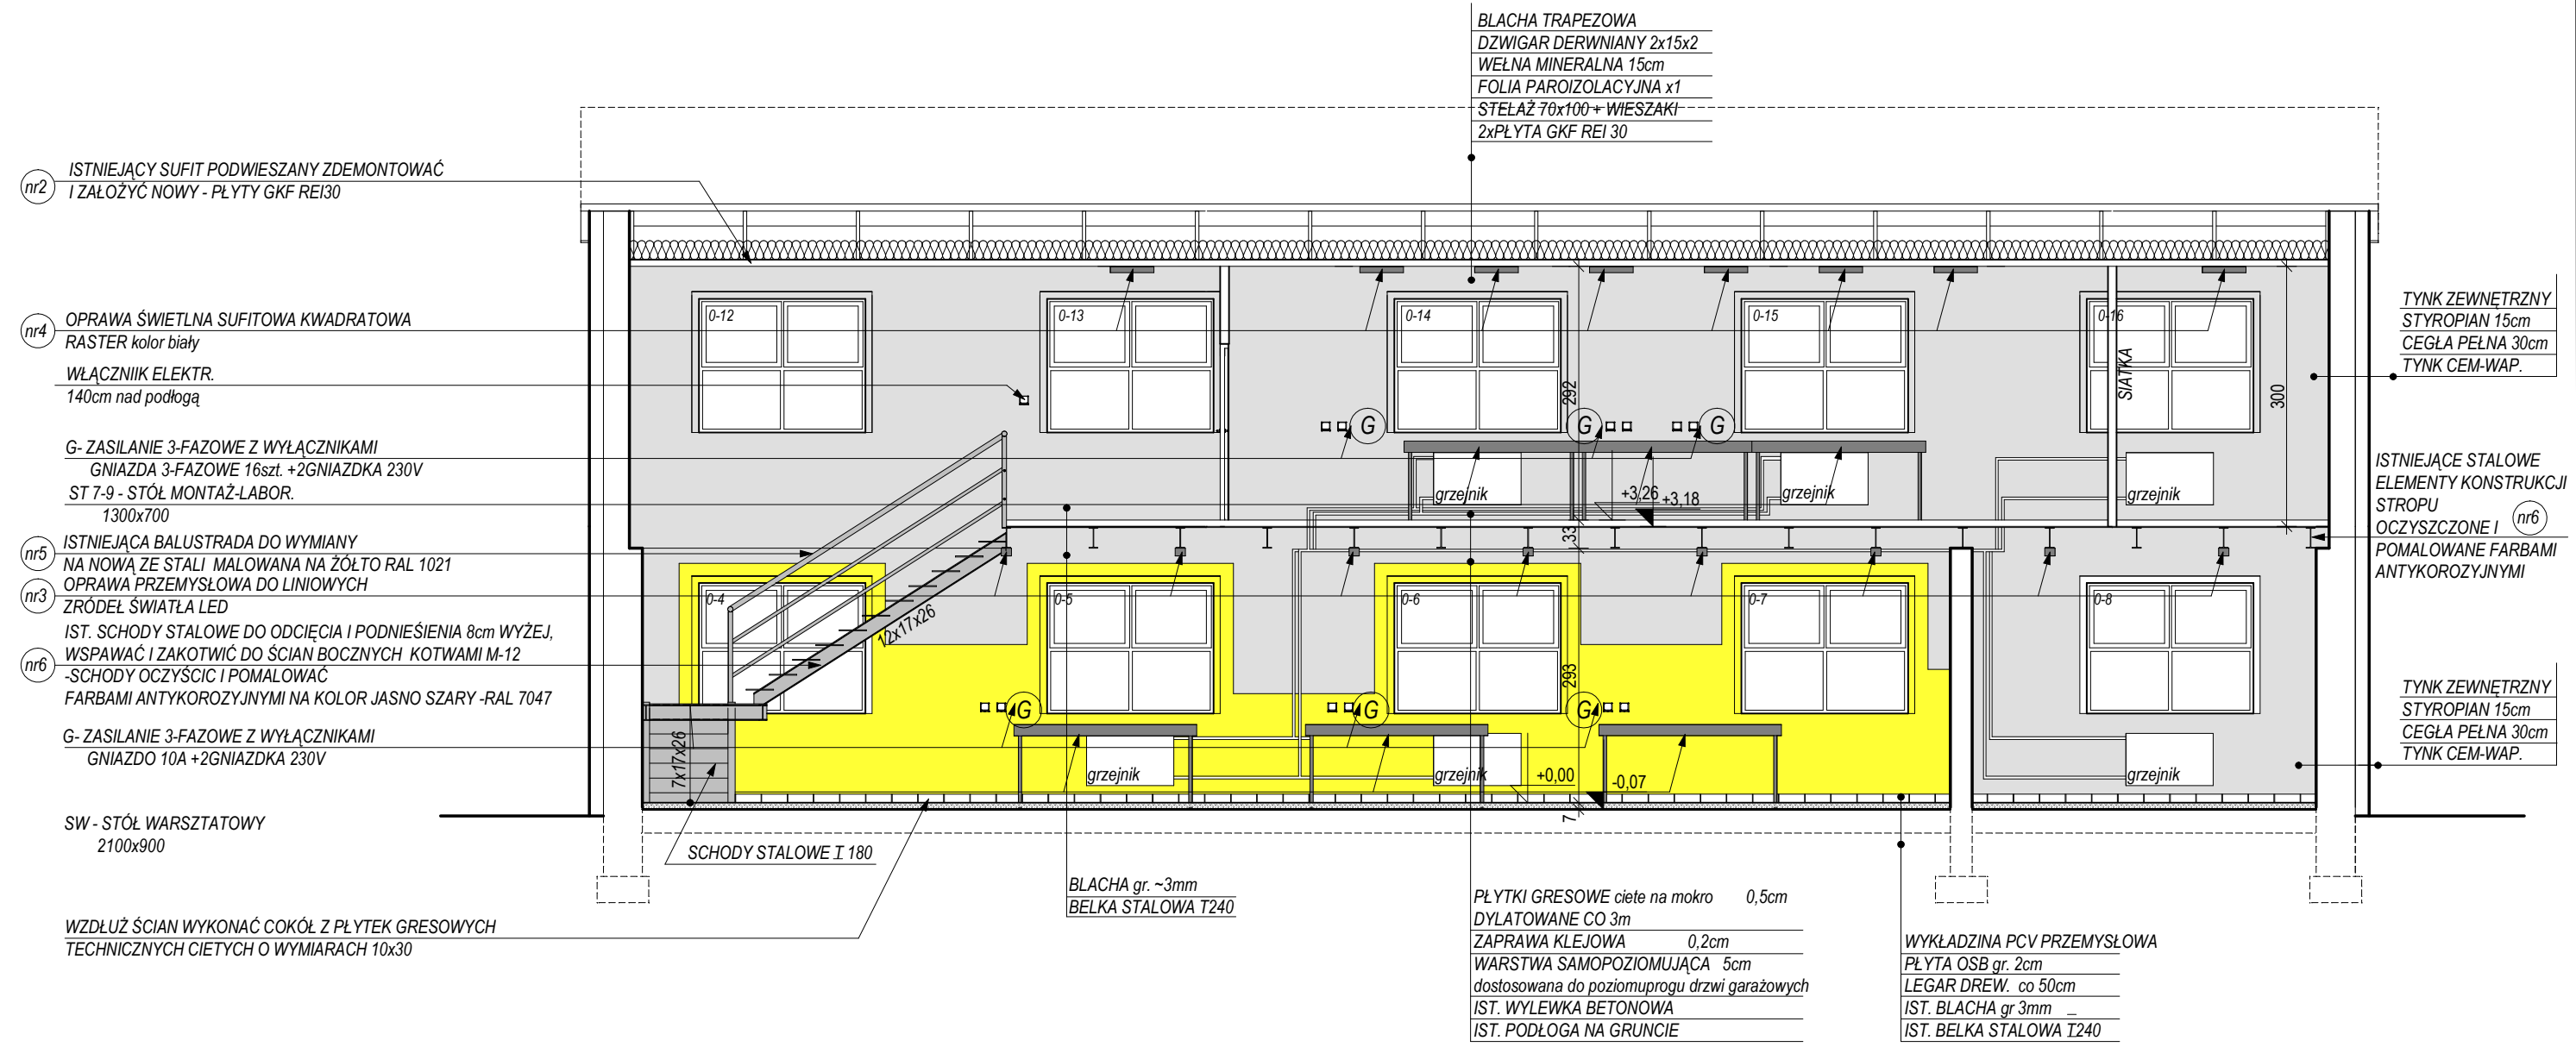 BLACHA TRAPEZOWA
DZWIGAR DERWNIANY 2x15x2
WEŁNA MINERALNA 15cm
FOLIA PAROIZOLACYJNA x1
STELAŻ 70x100 + WIESZAKI
2xPŁYTA GKF REI 30
nr2
ISTNIEJĄCY SUFIT PODWIESZANY ZDEMONTOWAĆ
I ZAŁOŻYĆ NOWY - PŁYTY GKF REI30
nr4
OPRAWA ŚWIETLNA SUFITOWA KWADRATOWA
RASTER kolor biały
WŁĄCZNIIK ELEKTR.
140cm nad podłogą
G- ZASILANIE 3-FAZOWE Z WYŁĄCZNIKAMI
GNIAZDA 3-FAZOWE 16szt. +2GNIAZDKA 230V
ST 7-9 - STÓŁ MONTAŻ-LABOR.
1300x700
nr5
ISTNIEJĄCA BALUSTRADA DO WYMIANY
NA NOWĄ ZE STALI MALOWANA NA ŻÓŁTO RAL 1021
nr3
OPRAWA PRZEMYSŁOWA DO LINIOWYCH
ZRÓDEŁ ŚWIATŁA LED
nr6
IST. SCHODY STALOWE DO ODCIĘCIA I PODNIEŚIENIA 8cm WYŻEJ,
WSPAWAĆ I ZAKOTWIĆ DO ŚCIAN BOCZNYCH KOTWAMI M-12
-SCHODY OCZYŚCIC I POMALOWAĆ
FARBAMI ANTYKOROZYJNYMI NA KOLOR JASNO SZARY -RAL 7047
G- ZASILANIE 3-FAZOWE Z WYŁĄCZNIKAMI
GNIAZDO 10A +2GNIAZDKA 230V
SW - STÓŁ WARSZTATOWY
2100x900
WZDŁUŻ ŚCIAN WYKONAĆ COKÓŁ Z PŁYTEK GRESOWYCH
TECHNICZNYCH CIETYCH O WYMIARACH 10x30
0-12
0-13
0-14
0-15
0-16
SIATKA
292
300
G
G
G
grzejnik
grzejnik
grzejnik
+3,26
+3,18
33
0-4
0-5
0-6
0-7
0-8
12x17x26
293
G
G
G
7x17x26
grzejnik
grzejnik
grzejnik
+0,00
-0,07
7
SCHODY STALOWE I 180
BLACHA gr. ~3mm
BELKA STALOWA T240
PŁYTKI GRESOWE ciete na mokro 0,5cm
DYLATOWANE CO 3m
ZAPRAWA KLEJOWA 0,2cm
WARSTWA SAMOPOZIOMUJĄCA 5cm
dostosowana do poziomuprogu drzwi garażowych
IST. WYLEWKA BETONOWA
IST. PODŁOGA NA GRUNCIE
WYKŁADZINA PCV PRZEMYSŁOWA
PŁYTA OSB gr. 2cm
LEGAR DREW. co 50cm
IST. BLACHA gr 3mm _
IST. BELKA STALOWA I240
TYNK ZEWNĘTRZNY
STYROPIAN 15cm
CEGŁA PEŁNA 30cm
TYNK CEM-WAP.
ISTNIEJĄCE STALOWE
ELEMENTY KONSTRUKCJI
STROPU
OCZYSZCZONE I nr6
POMALOWANE FARBAMI
ANTYKOROZYJNYMI
TYNK ZEWNĘTRZNY
STYROPIAN 15cm
CEGŁA PEŁNA 30cm
TYNK CEM-WAP.